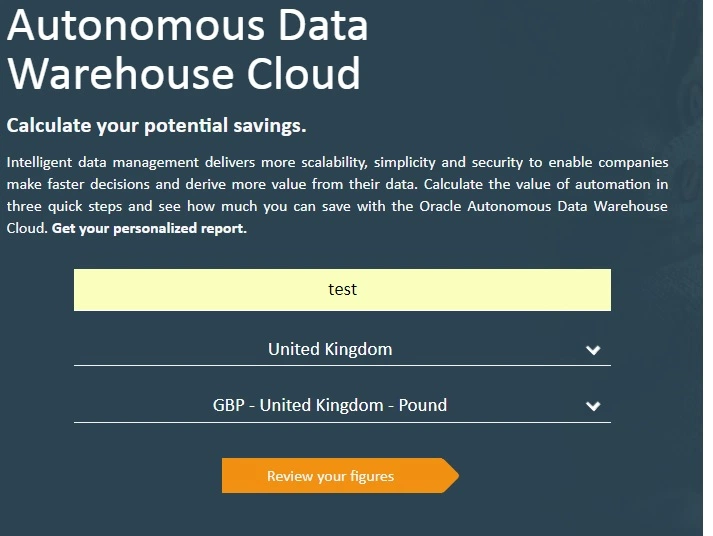 Autonomous Data
Warehouse Cloud
Calculate your potential savings.
Intelligent data management delivers more scalability, simplicity and security to enable companies
make faster decisions and derive more value from their data. Calculate the value of automation in
three quick steps and see how much you can save with the Oracle Autonomous Data Warehouse
Cloud. Get your personalized report.
test
United Kingdom
GBP - United Kingdom - Pound
Review your figures